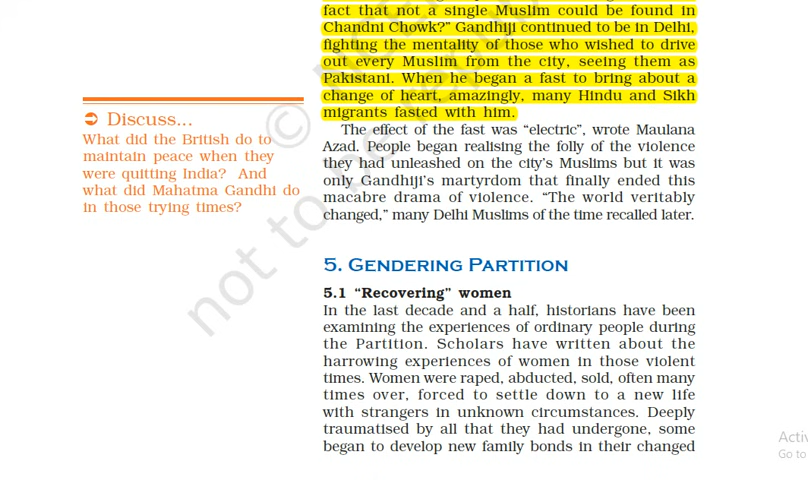 fact that not a single Muslim could be found in
Chandni Chowk?” Gandhiji continued to be in Delhi,
fighting the mentality of those who wished to drive
out every Muslim from the city, seeing them as
Pakistani. When he began a fast to bring about a
change of heart, amazingly, many Hindu and Sikh
migrants fasted with him.
The effect of the fast was “electric”, wrote Maulana
Azad. People began realising the folly of the violence
they had unleashed on the city’s Muslims but it was
only Gandhiji’s martyrdom that finally ended this
macabre drama of violence. “The world veritably
changed,” many Delhi Muslims of the time recalled later.
Discuss...
What did the British do to
maintain peace when they
were quitting India? And
what did Mahatma Gandhi do
in those trying times?
5. Gendering Partition
5.1 “Recovering” women
In the last decade and a half, historians have been
examining the experiences of ordinary people during
the Partition. Scholars have written about the
harrowing experiences of women in those violent
times. Women were raped, abducted, sold, often many
times over, forced to settle down to a new life
with strangers in unknown circumstances. Deeply
traumatised by all that they had undergone, some
began to develop new family bonds in their changed
© NCE
not to be rep
Activ
Go to